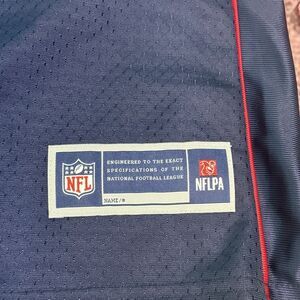 NFL
ENGINEERED TO THE EXACT
SPECIFICATIONS OF THE
NATIONAL FOOTBALL LEAGUE
NAME/#
NFLPA